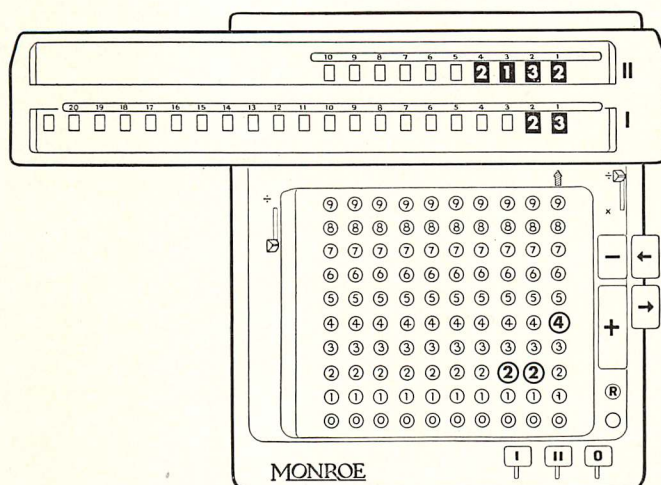 10 9 8 7 6 5 4 3 2 1
2 1 3 2 II
20 19 18 17 16 15 14 13 12 11 10 9 8 7 6 5 4 3 2 1
2 3 I
÷ ÷
×
9 9 9 9 9 9 9 9 9 9
8 8 8 8 8 8 8 8 8 8
7 7 7 7 7 7 7 7 7 7
− ←
6 6 6 6 6 6 6 6 6 6
5 5 5 5 5 5 5 5 5 5
→
4 4 4 4 4 4 4 4 4 4
+
3 3 3 3 3 3 3 3 3 3
2 2 2 2 2 2 2 2 2 2
1 1 1 1 1 1 1 1 1 1
R
0 0 0 0 0 0 0 0 0 0
I II 0
MONROE